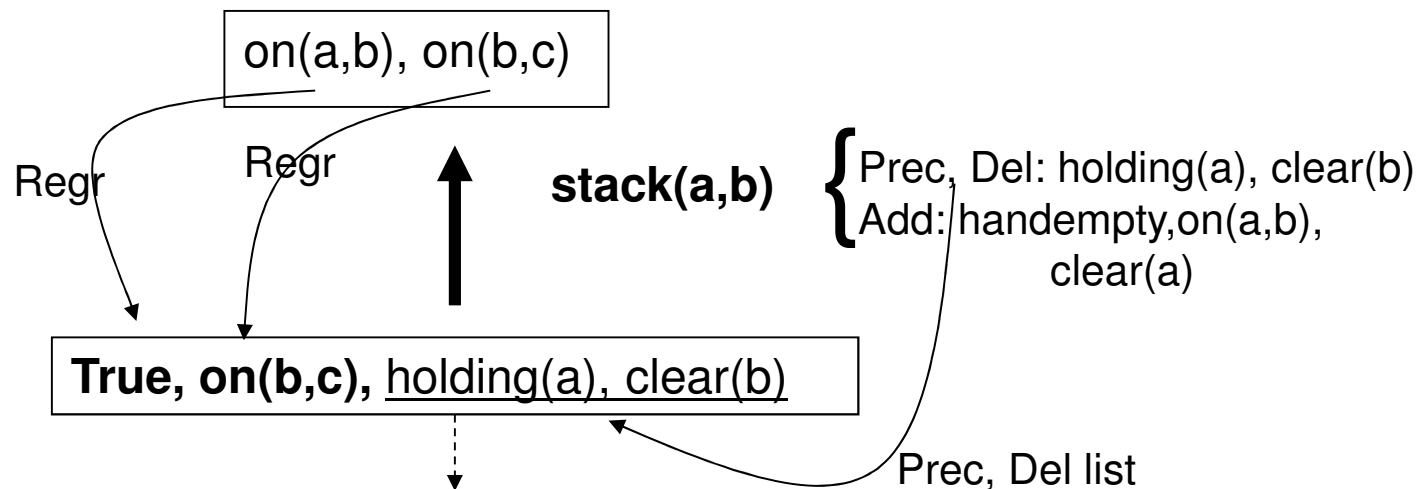 on(a,b), on(b,c)
Regr
Regr
stack(a,b)
{Prec, Del: holding(a), clear(b)
Add: handempty,on(a,b),
clear(a)
True, on(b,c), holding(a), clear(b)
Prec, Del list